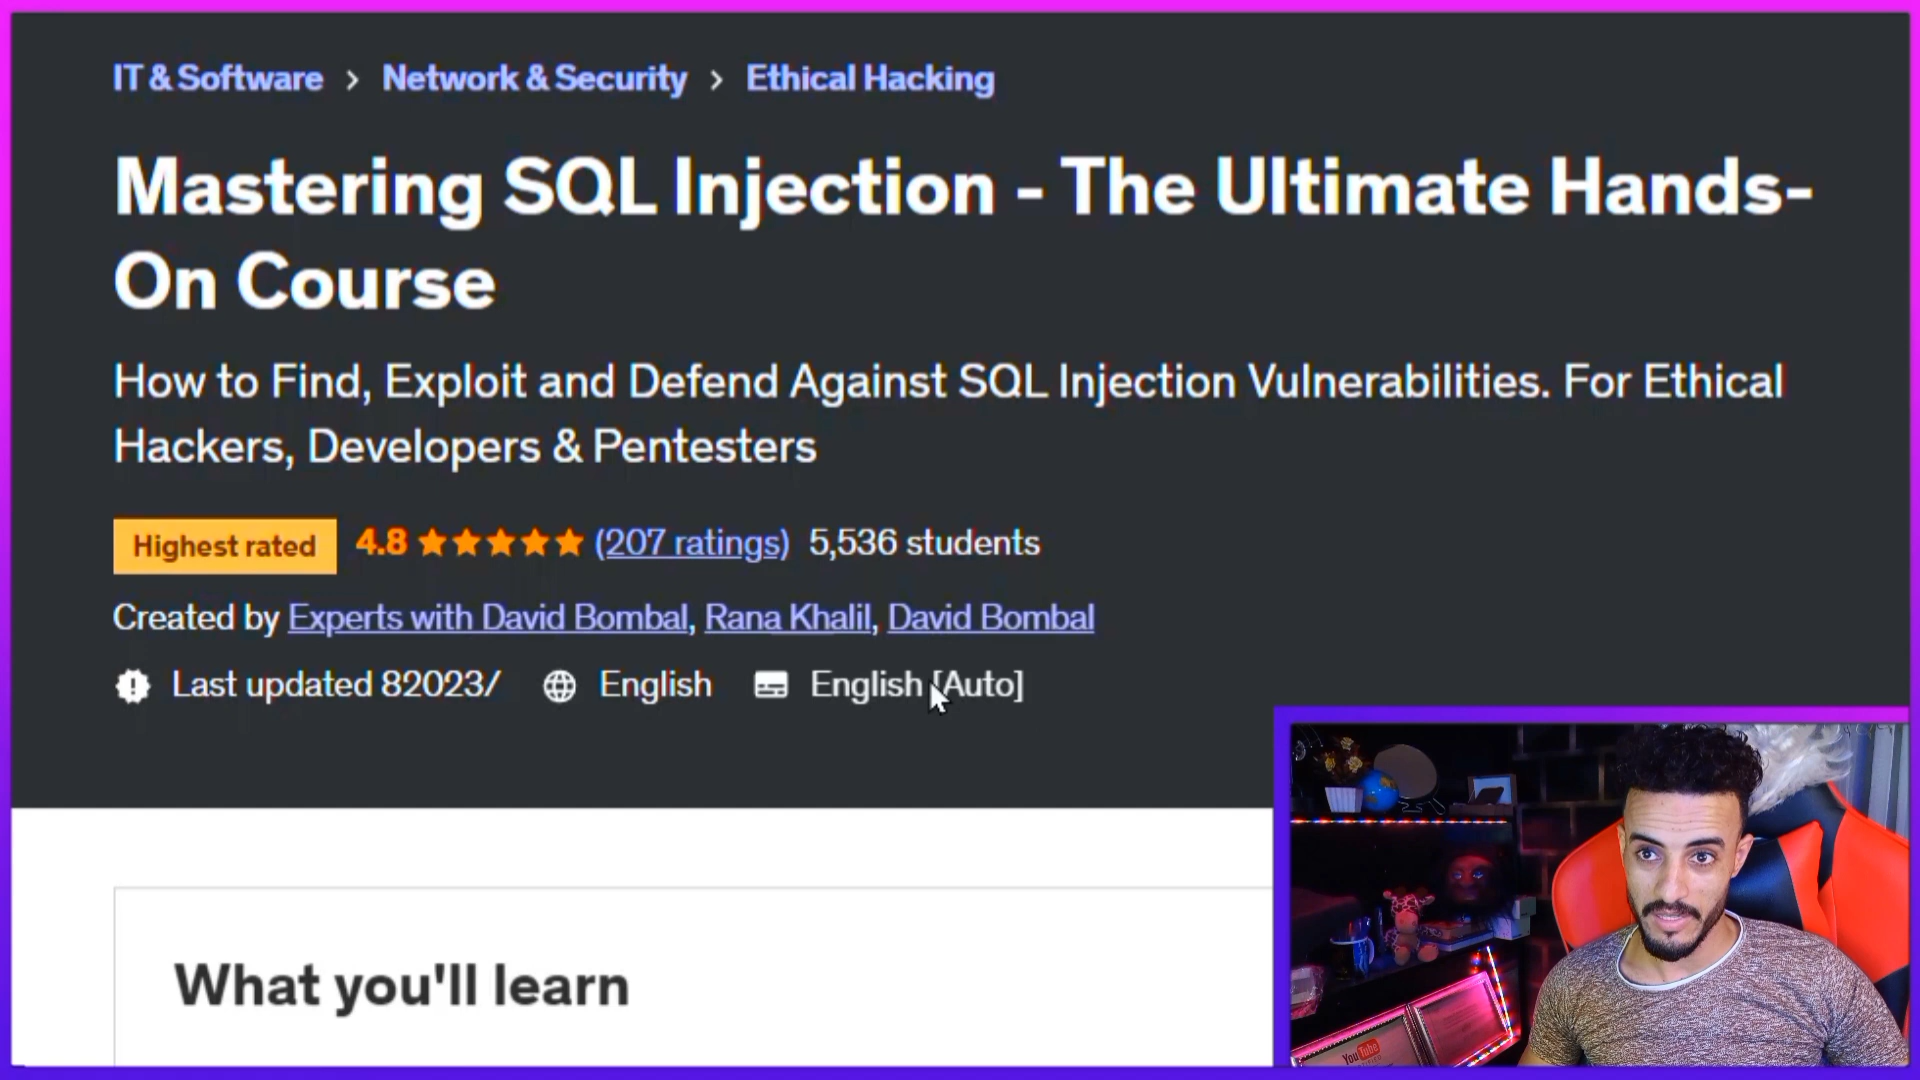 IT & Software > Network & Security > Ethical Hacking
Mastering SQL Injection - The Ultimate Hands-
On Course
How to Find, Exploit and Defend Against SQL Injection Vulnerabilities. For Ethical
Hackers, Developers & Pentesters
Highest rated 4.8 (207 ratings) 5,536 students
Created by Experts with David Bombal, Rana Khalil, David Bombal
Last updated 82023/ English English [Auto]
What you'll learn
YouTube